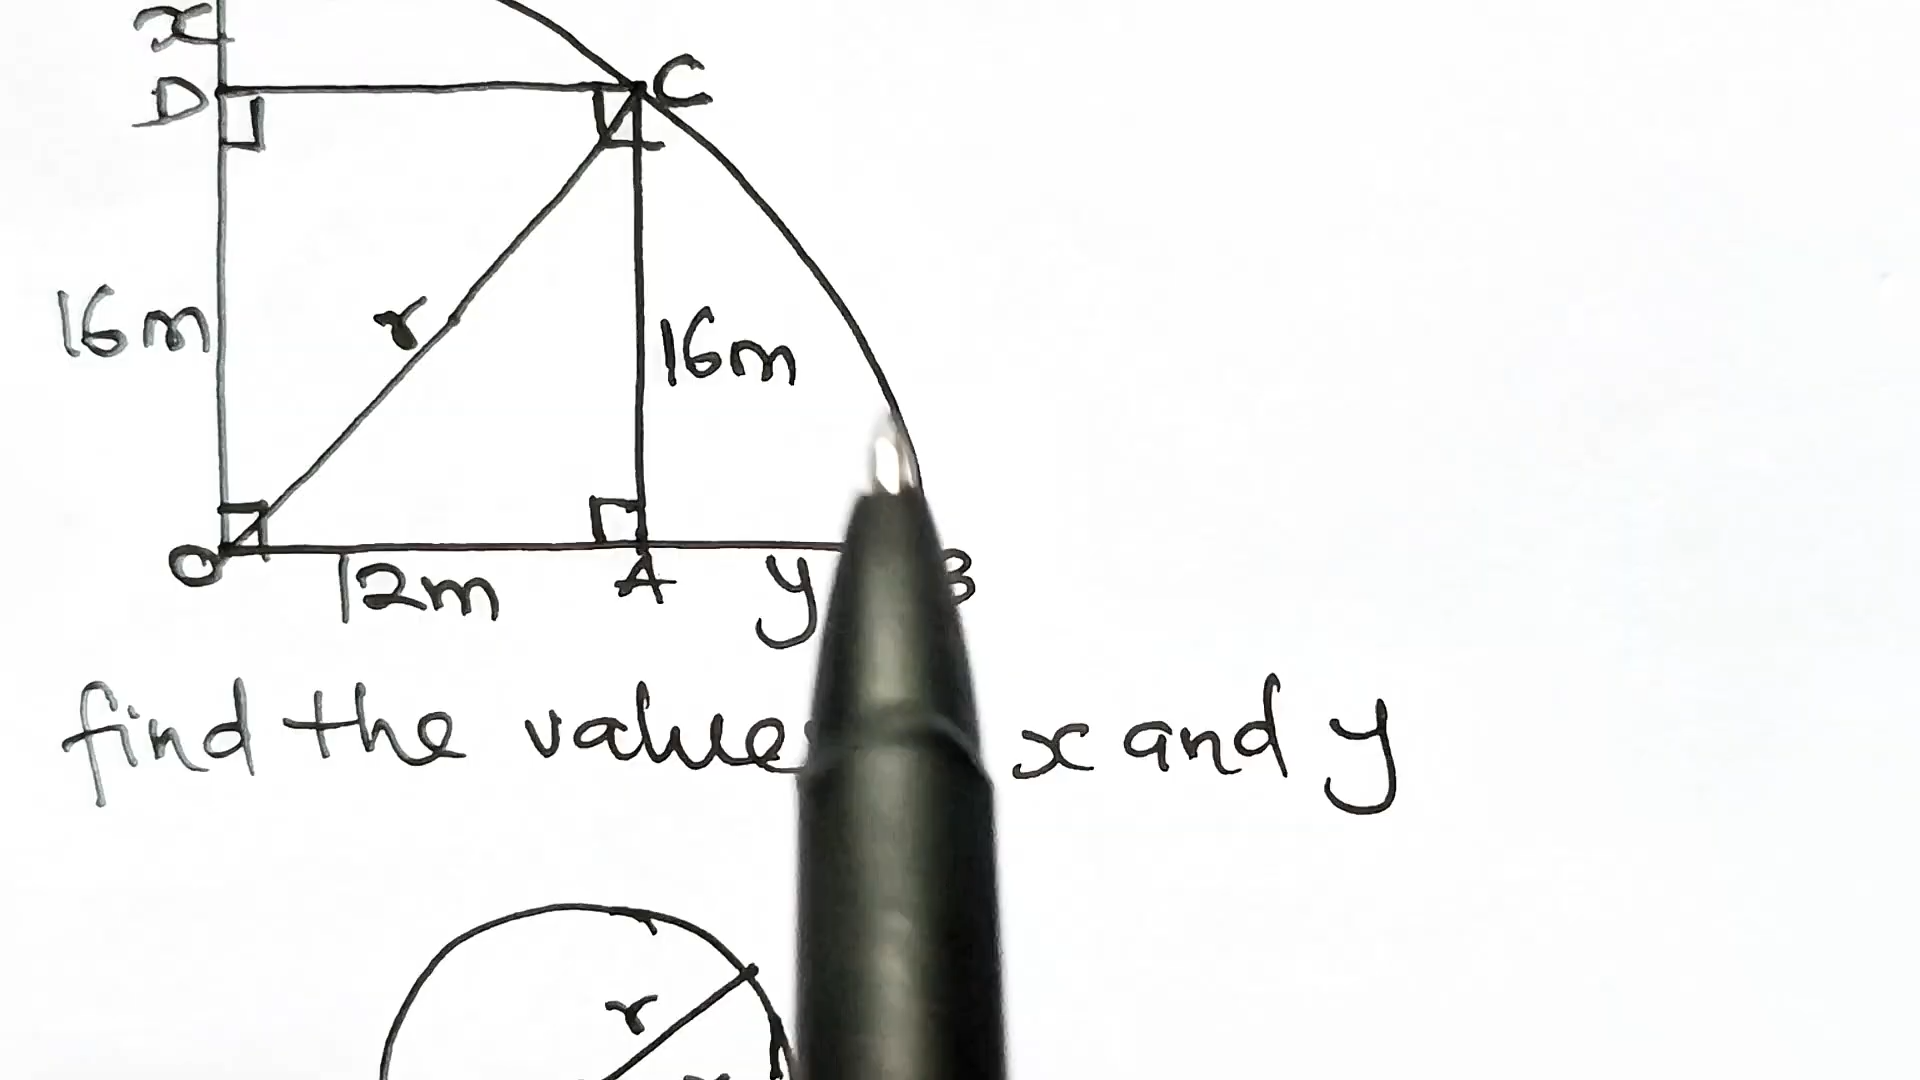 x
D
C
16m
r
16m
O
12m
A
y
B
find the value x and y
r